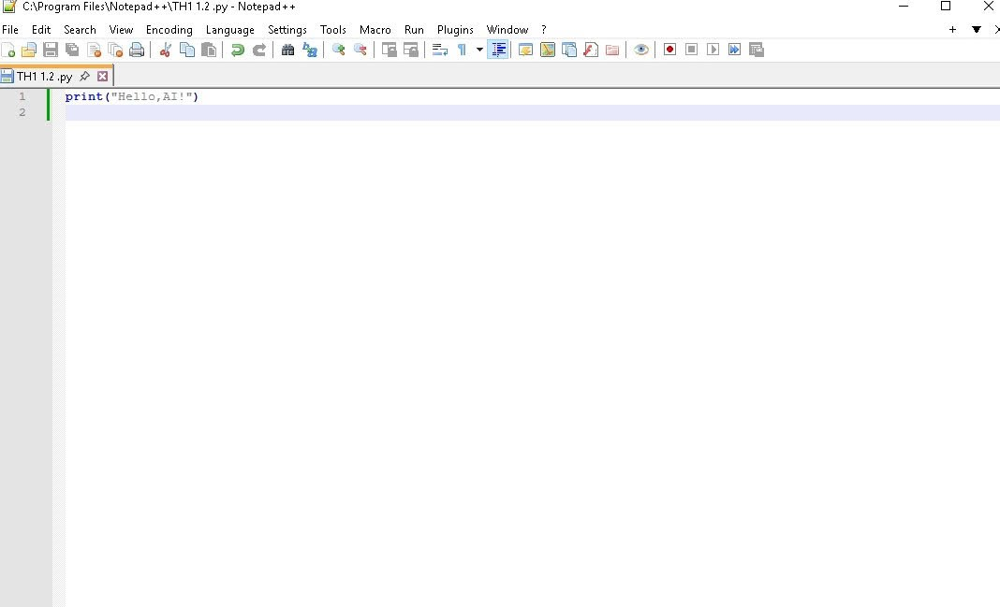 C:\Program Files\Notepad++\TH1 1.2 .py - Notepad++
File Edit Search View Encoding Language Settings Tools Macro Run Plugins Window ?
TH1 1.2 .py
1 print("Hello,AI!")
2